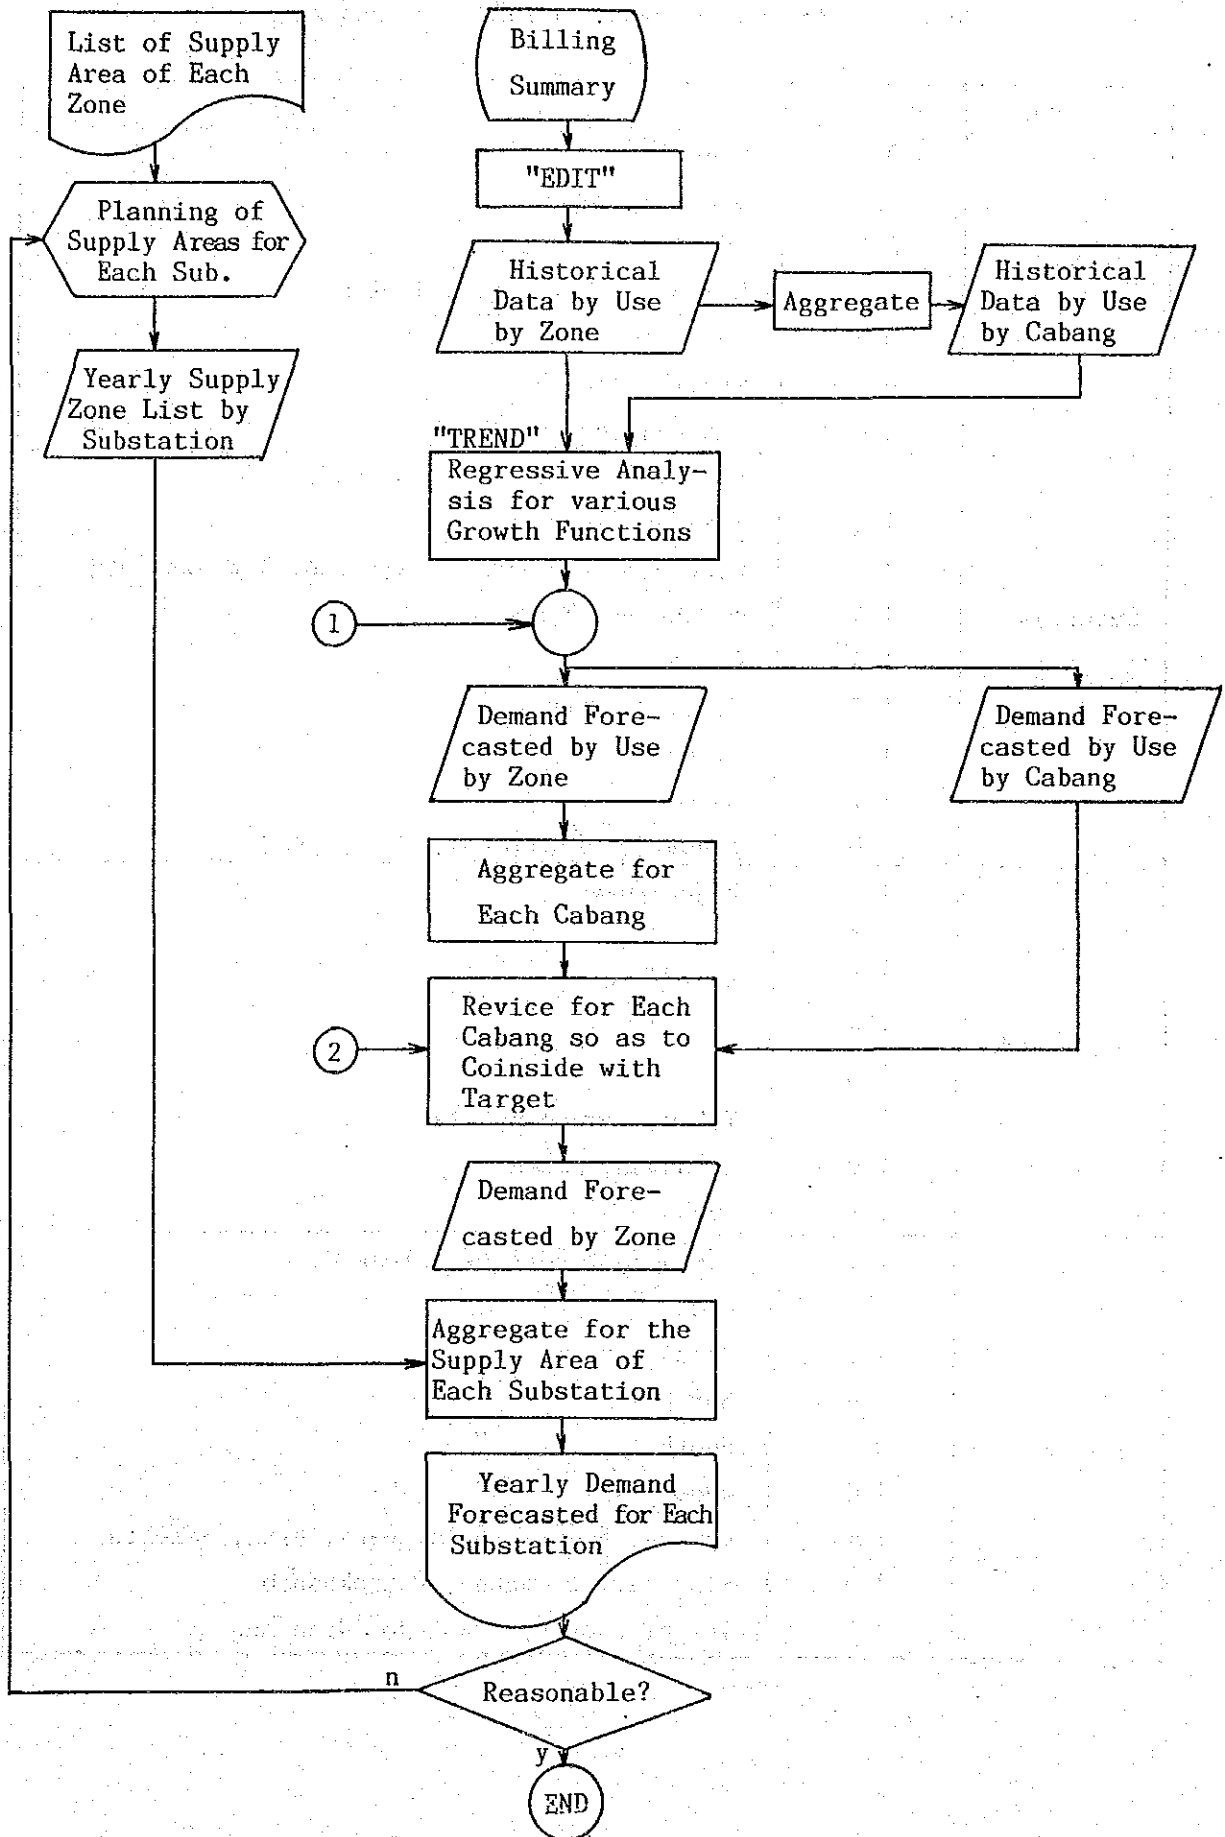 List of Supply
Area of Each
Zone
Billing
Summary
"EDIT"
Planning of
Supply Areas for
Each Sub.
Historical
Data by Use
by Zone
Aggregate
Historical
Data by Use
by Cabang
Yearly Supply
Zone List by
Substation
"TREND"
Regressive Analy-
sis for various
Growth Functions
1
Demand Fore-
casted by Use
by Zone
Demand Fore-
casted by Use
by Cabang
Aggregate for
Each Cabang
Revice for Each
Cabang so as to
Coinside with
Target
2
Demand Fore-
casted by Zone
Aggregate for the
Supply Area of
Each Substation
Yearly Demand
Forecasted for Each
Substation
n
Reasonable?
y
END